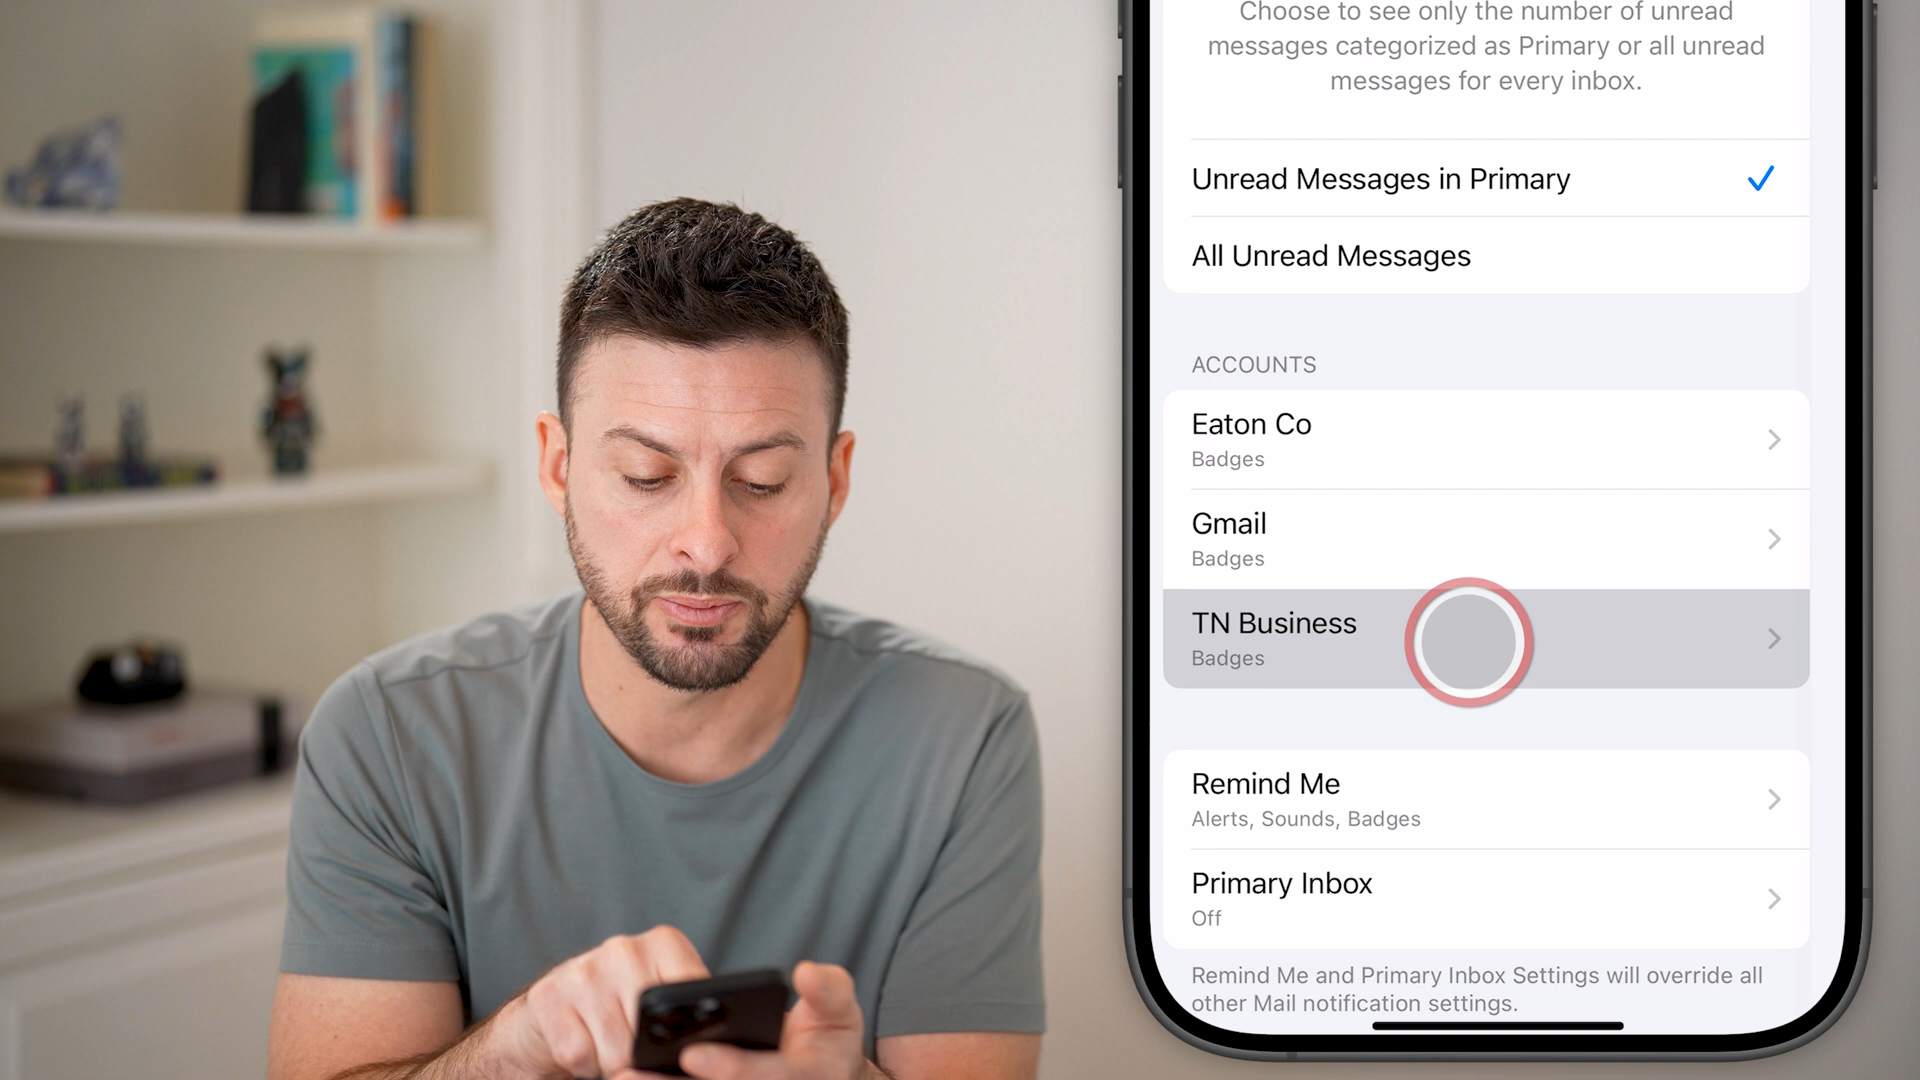 Choose to see only the number of unread
messages categorized as Primary or all unread
messages for every inbox.
Unread Messages in Primary
All Unread Messages
ACCOUNTS
Eaton Co
Badges
Gmail
Badges
TN Business
Badges
Remind Me
Alerts, Sounds, Badges
Primary Inbox
Off
Remind Me and Primary Inbox Settings will override all
other Mail notification settings.